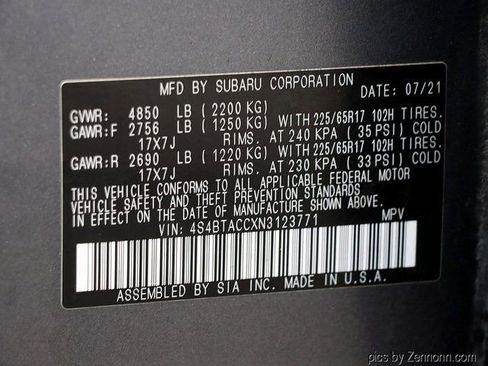 MFD BY SUBARU CORPORATION DATE: 07/21
GVWR: 4850 LB (2200 KG)
GAWR:F 2756 LB (1250 KG) WITH 225/65R17 102H TIRES.
17X7J RIMS. AT 240 KPA (35 PSI) COLD
GAWR:R 2690 LB (1220 KG) WITH 225/65R17 102H TIRES.
17X7J RIMS. AT 230 KPA (33 PSI) COLD
THIS VEHICLE CONFORMS TO ALL APPLICABLE FEDERAL MOTOR
VEHICLE SAFETY AND THEFT PREVENTION STANDARDS
IN EFFECT ON THE DATE OF MANUFACTURE SHOWN ABOVE.
VIN: 4S4BTACCXN3123771 MPV
ASSEMBLED BY SIA INC. MADE IN U.S.A.
pics by Zennonn.com